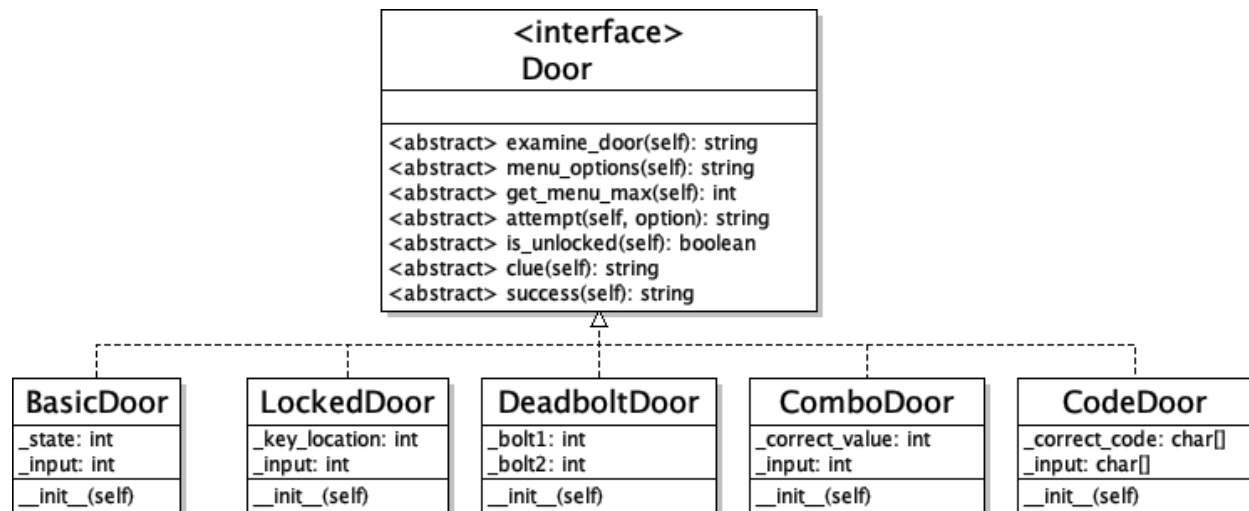 <interface>
Door
<abstract> examine_door(self): string
<abstract> menu_options(self): string
<abstract> get_menu_max(self): int
<abstract> attempt(self, option): string
<abstract> is_unlocked(self): boolean
<abstract> clue(self): string
<abstract> success(self): string
BasicDoor
_state: int
_input: int
__init__(self)
LockedDoor
_key_location: int
_input: int
__init__(self)
DeadboltDoor
_bolt1: int
_bolt2: int
__init__(self)
ComboDoor
_correct_value: int
_input: int
__init__(self)
CodeDoor
_correct_code: char[]
_input: char[]
__init__(self)